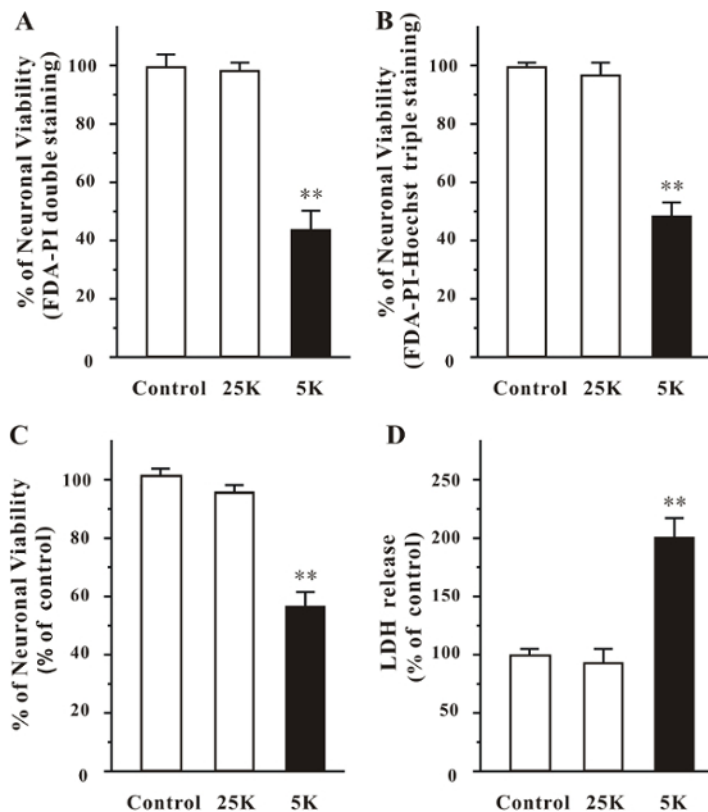 A
% of Neuronal Viability
(FDA-PI double staining)
100
80
60
40
20
0
**
Control 25K 5K
B
% of Neuronal Viability
(FDA-PI-Hoechst triple staining)
100
80
60
40
20
0
**
Control 25K 5K
C
% of Neuronal Viability
(% of control)
100
80
60
40
20
0
**
Control 25K 5K
D
LDH release
(% of control)
250
200
150
100
50
0
**
Control 25K 5K